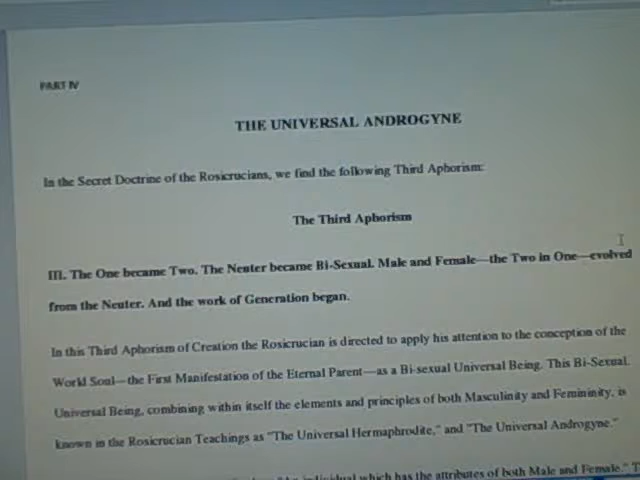 PART IV
THE UNIVERSAL ANDROGYNE
In the Secret Doctrine of the Rosicrucians, we find the following Third Aphorism:
The Third Aphorism
III. The One became Two. The Neuter became Bi-Sexual. Male and Female—the Two in One—evolved
from the Neuter. And the work of Generation began.
In this Third Aphorism of Creation the Rosicrucian is directed to apply his attention to the conception of the
World Soul—the First Manifestation of the Eternal Parent—as a Bi-sexual Universal Being. This Bi-Sexual
Universal Being, combining within itself the elements and principles of both Masculinity and Femininity, is
known in the Rosicrucian Teachings as "The Universal Hermaphrodite," and "The Universal Androgyne."
individual which has the attributes of both Male and Female."